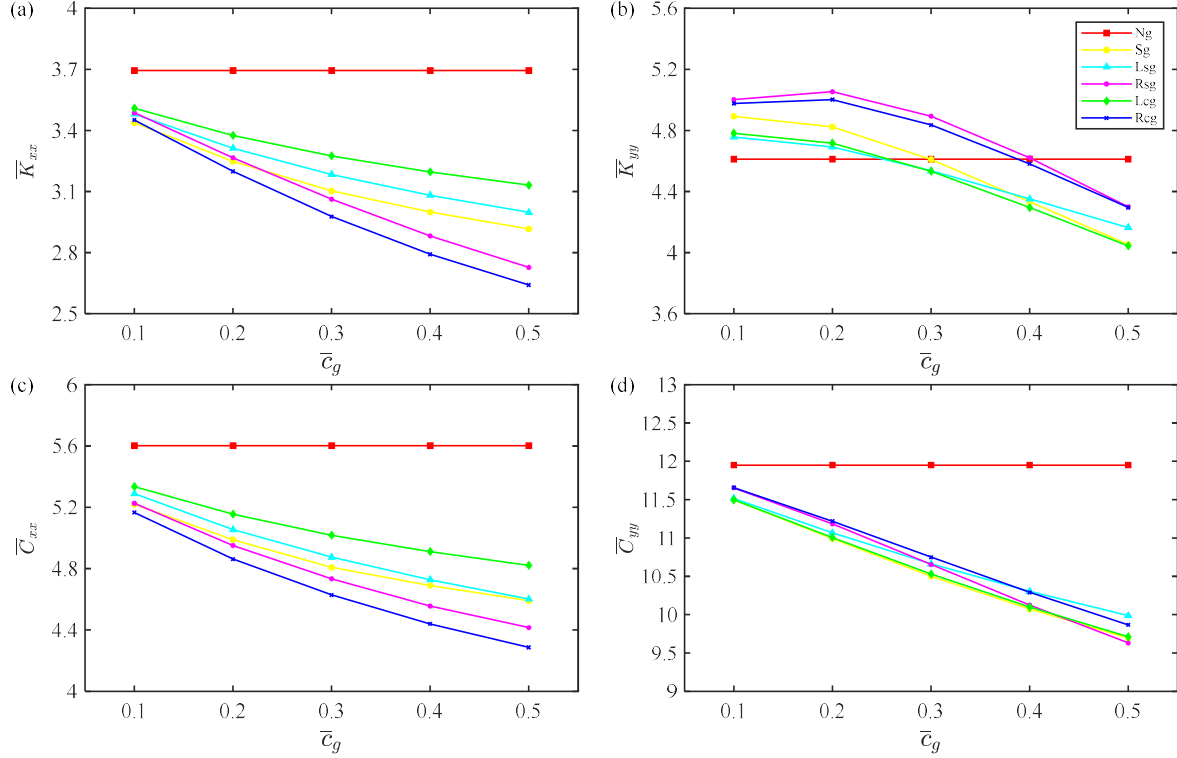 (a)
4
3.7
3.4
3.1
2.8
2.5
K̅xx
0.1 0.2 0.3 0.4 0.5
c̅g
(b)
5.6
5.2
4.8
4.4
4
3.6
K̅yy
0.1 0.2 0.3 0.4 0.5
c̅g
Ng
Sg
Lsg
Rsg
Lcg
Rcg
(c)
6
5.6
5.2
4.8
4.4
4
C̅xx
0.1 0.2 0.3 0.4 0.5
c̅g
(d)
13
12.5
12
11.5
11
10.5
10
9.5
9
C̅yy
0.1 0.2 0.3 0.4 0.5
c̅g